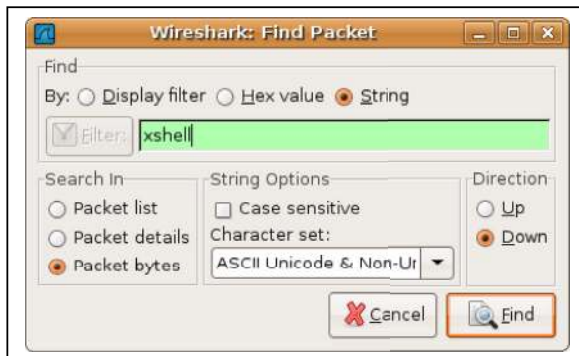 Wireshark: Find Packet
Find
By: Display filter Hex value String
Filter: xshell
Search In
Packet list
Packet details
Packet bytes
String Options
Case sensitive
Character set:
ASCII Unicode & Non-Ur
Direction
Up
Down
Cancel Find